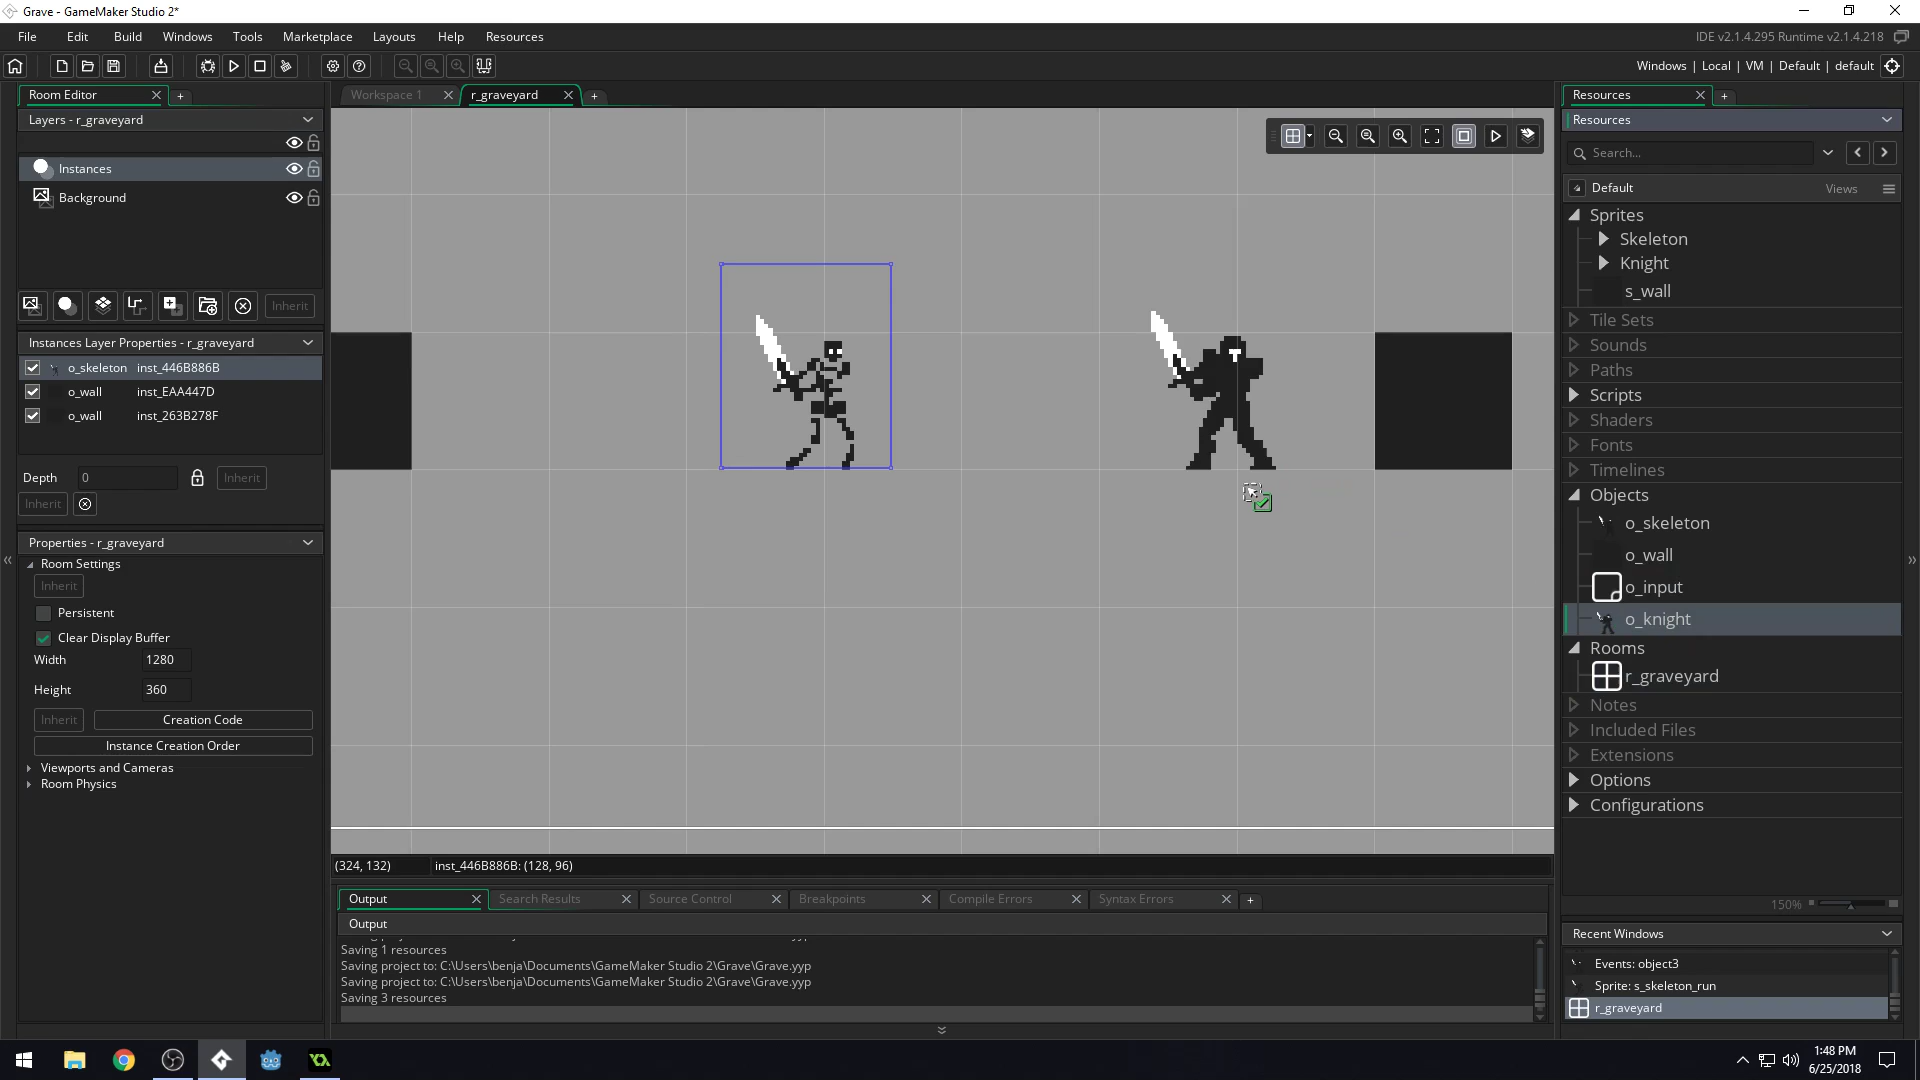 Grave - GameMaker Studio 2*
File Edit Build Windows Tools Marketplace Layouts Help Resources
IDE v2.1.4.295 Runtime v2.1.4.218
Windows | Local | VM | Default | default
Room Editor
Workspace 1
r_graveyard
Resources
Layers - r_graveyard
Resources
Search...
Instances
Background
Default
Views
Sprites
Skeleton
Knight
s_wall
Inherit
Tile Sets
Sounds
Instances Layer Properties - r_graveyard
o_skeleton inst_446B886B
o_wall inst_EAA447D
o_wall inst_263B278F
Paths
Scripts
Shaders
Fonts
Timelines
Depth 0
Inherit
Inherit
Objects
o_skeleton
o_wall
o_input
o_knight
Properties - r_graveyard
Room Settings
Inherit
Persistent
Clear Display Buffer
Width 1280
Height 360
Inherit
Creation Code
Instance Creation Order
Viewports and Cameras
Room Physics
Rooms
r_graveyard
Notes
Included Files
Extensions
Options
Configurations
(324, 132)
inst_446B886B: (128, 96)
150%
Output
Search Results
Source Control
Breakpoints
Compile Errors
Syntax Errors
Output
Saving 1 resources
Saving project to: C:\Users\benja\Documents\GameMaker Studio 2\Grave\Grave.yyp
Saving project to: C:\Users\benja\Documents\GameMaker Studio 2\Grave\Grave.yyp
Saving 3 resources
Recent Windows
Events: object3
Sprite: s_skeleton_run
r_graveyard
1:48 PM
6/25/2018